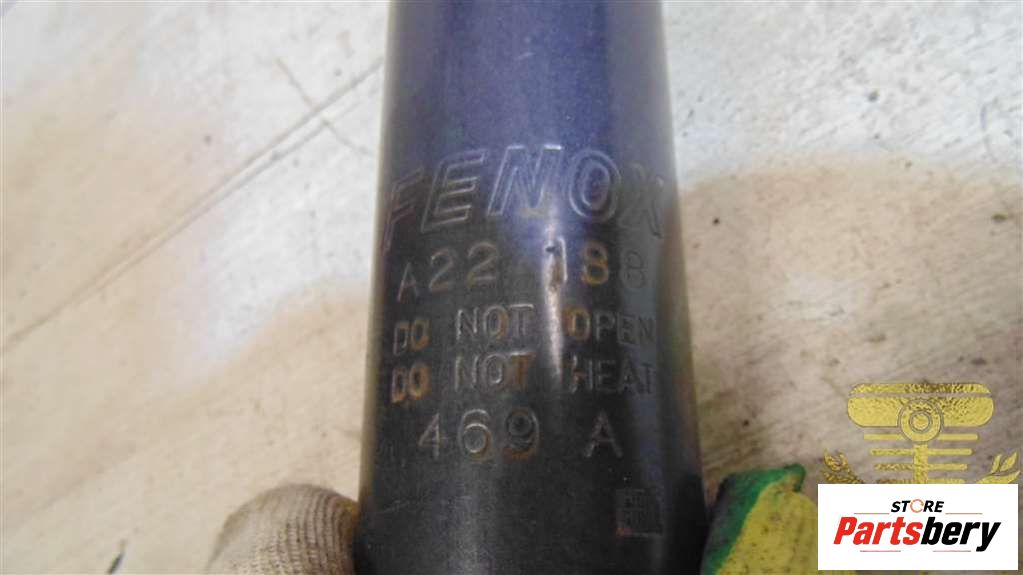 FENOX
A22 188
DO NOT OPEN
DO NOT HEAT
469 A
STORE
Partsbery